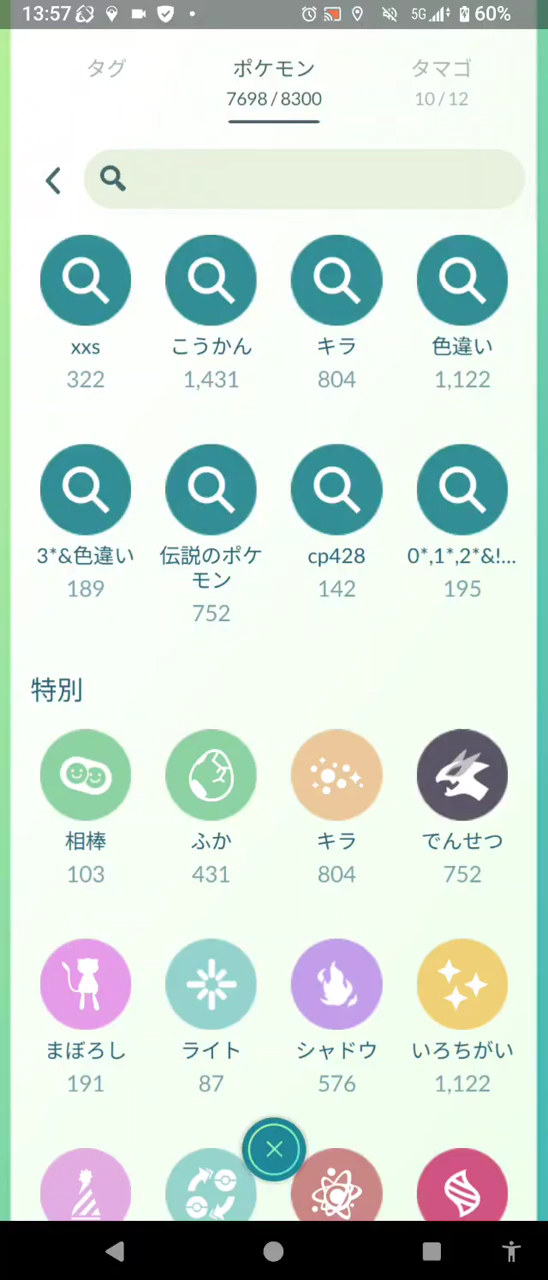 13:57 5G 60%
タグ ポケモン タマゴ
7698 / 8300 10 / 12
xxs こうかん キラ 色違い
322 1,431 804 1,122
3*&色違い 伝説のポケ cp428 0*,1*,2*&!...
モン
189 142 195
752
特別
相棒 ふか キラ でんせつ
103 431 804 752
まぼろし ライト シャドウ いろちがい
191 87 576 1,122